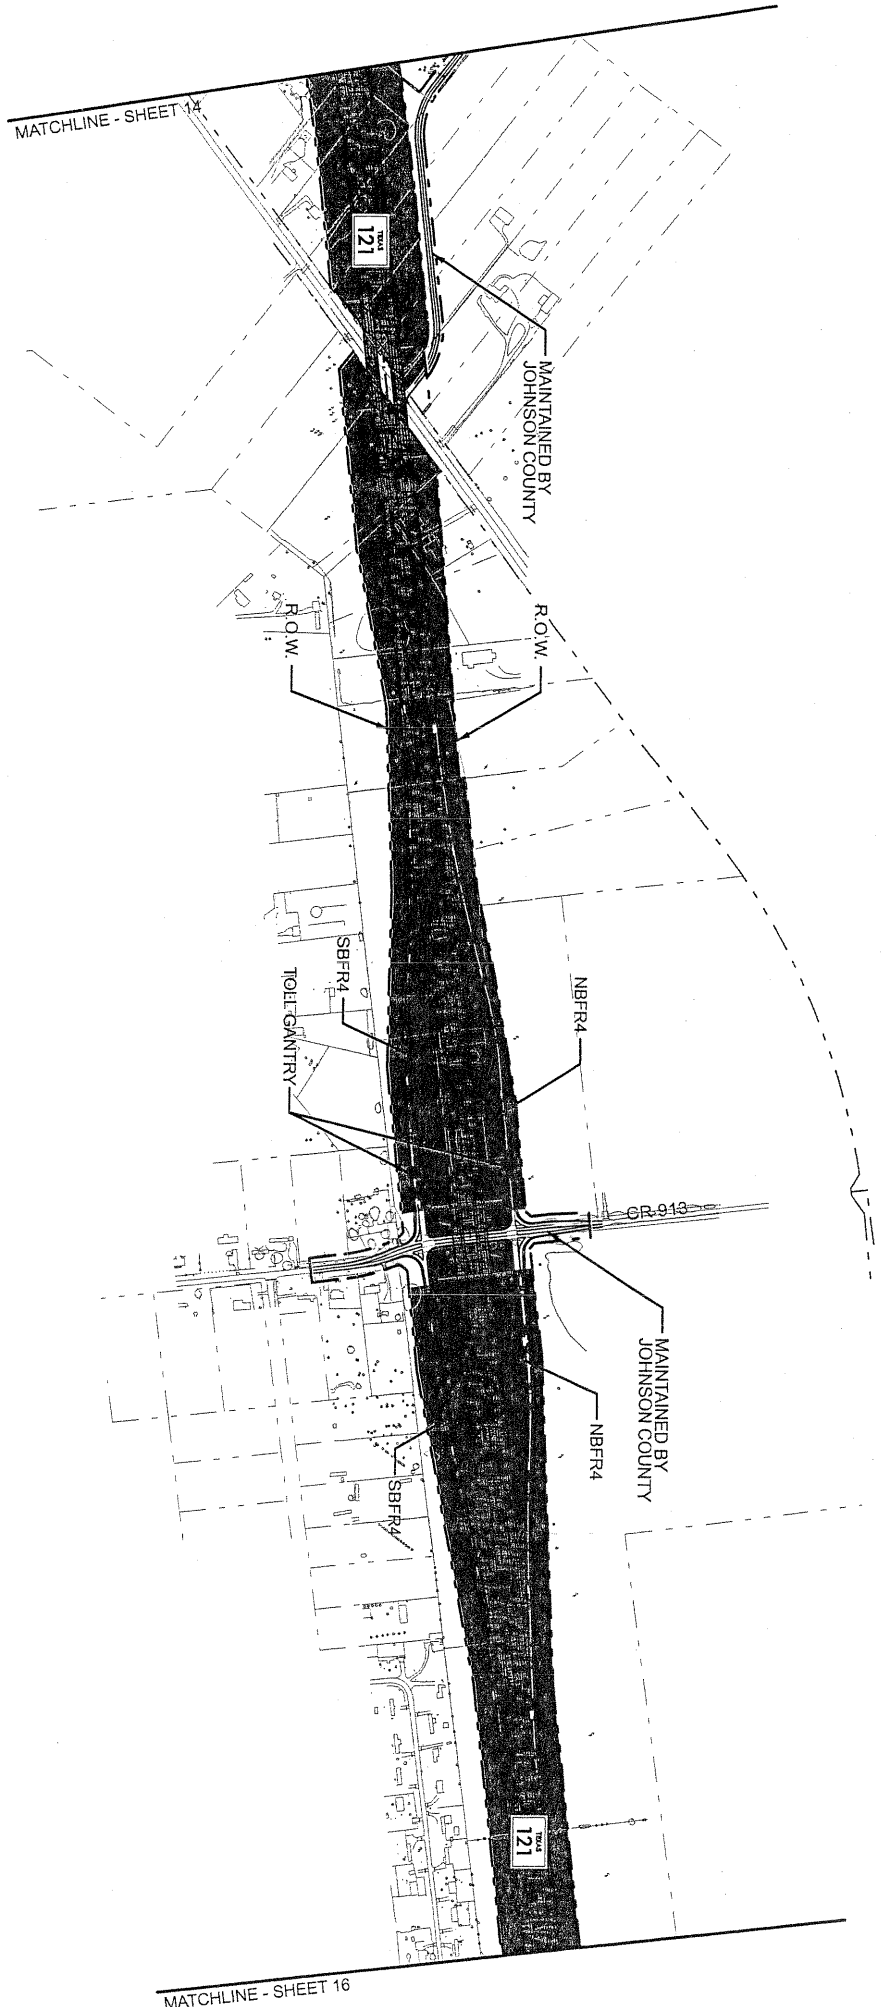 MATCHLINE - SHEET 14
TEXAS
121
MAINTAINED BY
JOHNSON COUNTY
R.O.W.
R.O.W.
SBFR4
NBFR4
TOLL GANTRY
CR 913
MAINTAINED BY
JOHNSON COUNTY
NBFR4
SBFR4
TEXAS
121
MATCHLINE - SHEET 16